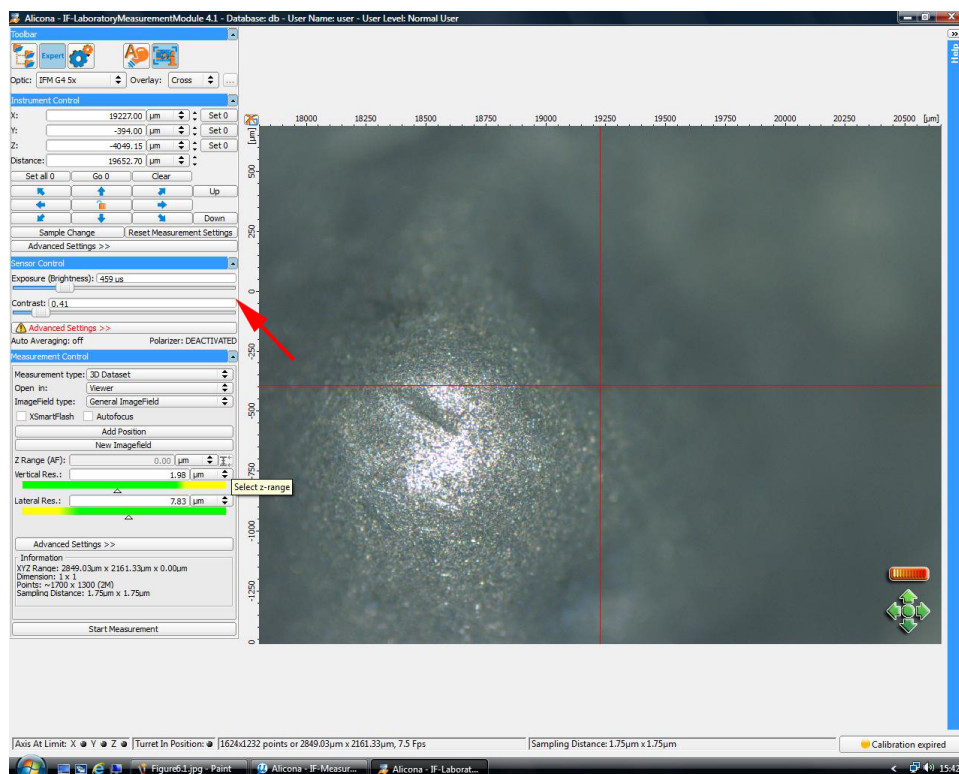 Alicona - IF-LaboratoryMeasurementModule 4.1 - Database: db - User Name: user - User Level: Normal User
Toolbar
Expert
Optic: IFM G4 5x Overlay: Cross ...
Instrument Control
X: 19227.00 µm Set 0
Y: -394.00 µm Set 0
Z: -4049.15 µm Set 0
Distance: 19652.70 µm
Set all 0 Go 0 Clear
Up
Down
Sample Change Reset Measurement Settings
Advanced Settings >>
Sensor Control
Exposure (Brightness): 459 us
Contrast: 0.41
Advanced Settings >>
Auto Averaging: off Polarizer: DEACTIVATED
Measurement Control
Measurement type: 3D Dataset
Open in: Viewer
ImageField type: General ImageField
XSmartFlash Autofocus
Add Position
New Imagefield
Z Range (AF): 0.00 µm
Vertical Res.: 1.98 µm
Select z-range
Lateral Res.: 7.83 µm
Advanced Settings >>
Information
XYZ Range: 2849.03µm x 2161.33µm x 0.00µm
Dimension: 1 x 1
Points: ~1700 x 1300 (2M)
Sampling Distance: 1.75µm x 1.75µm
Start Measurement
18000 18250 18500 18750 19000 19250 19500 19750 20000 20250 20500 [µm]
[µm]
500
250
0
-250
-500
-750
-1000
-1250
>>
Help
Axis At Limit: X Y Z Turret In Position: 1624x1232 points or 2849.03µm x 2161.33µm, 7.5 Fps Sampling Distance: 1.75µm x 1.75µm Calibration expired
Figure6.1.jpg - Paint Alicona - IF-Measur... Alicona - IF-Laborat... < 15:42